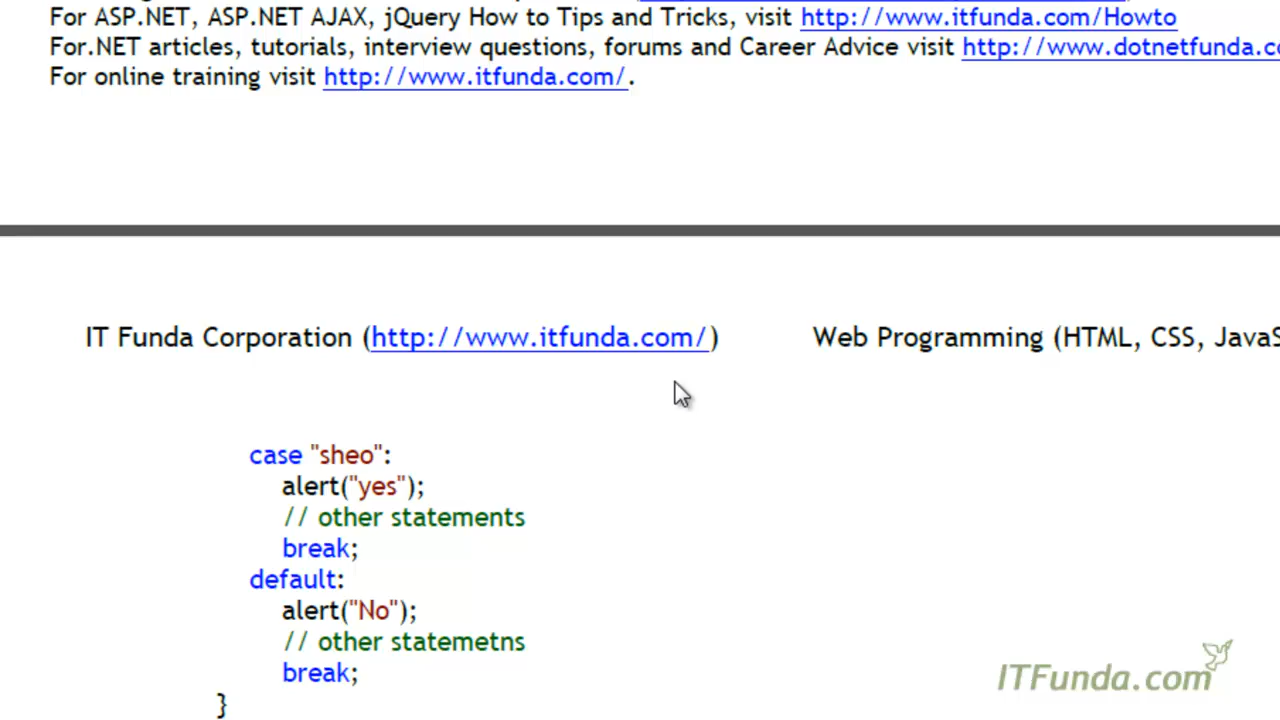 For ASP.NET, ASP.NET AJAX, jQuery How to Tips and Tricks, visit http://www.itfunda.com/Howto
For.NET articles, tutorials, interview questions, forums and Career Advice visit http://www.dotnetfunda.c
For online training visit http://www.itfunda.com/.
IT Funda Corporation (http://www.itfunda.com/) Web Programming (HTML, CSS, JavaS
case "sheo":
alert("yes");
// other statements
break;
default:
alert("No");
// other statemetns
break;
}
ITFunda.com